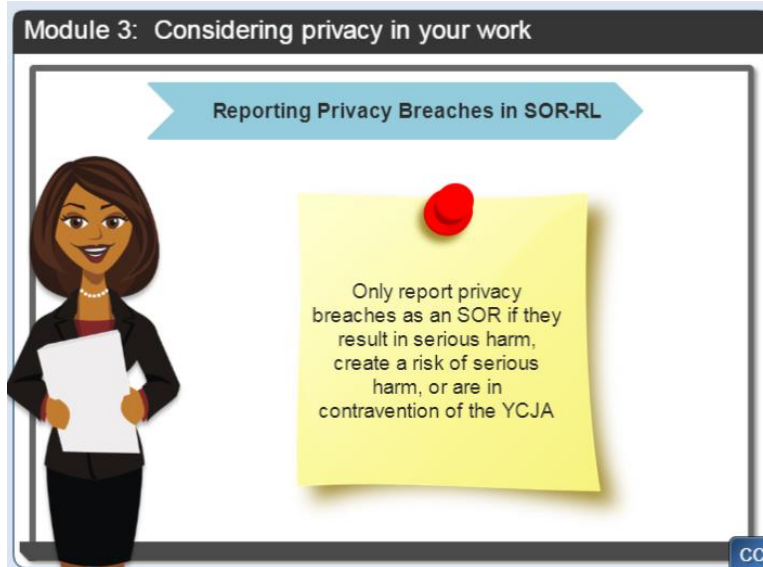 Module 3: Considering privacy in your work
Reporting Privacy Breaches in SOR-RL
Only report privacy
breaches as an SOR if they
result in serious harm,
create a risk of serious
harm, or are in
contravention of the YCJA
CC